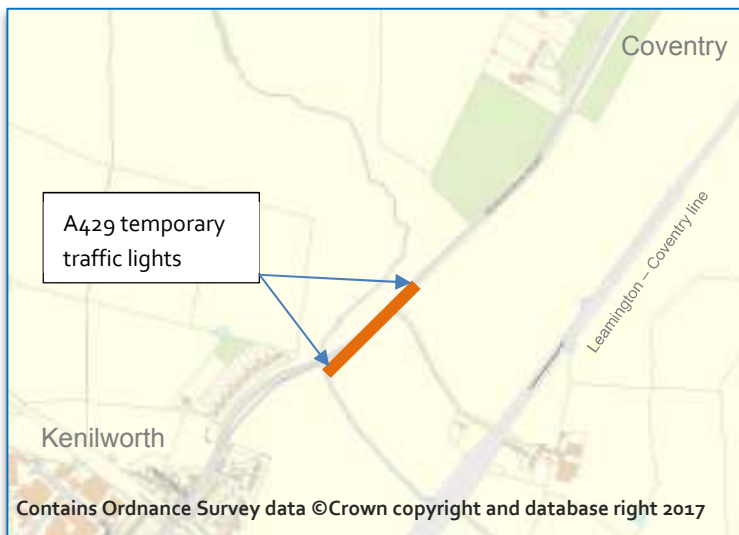 Coventry
A429 temporary
traffic lights
Leamington – Coventry line
Kenilworth
Contains Ordnance Survey data ©Crown copyright and database right 2017